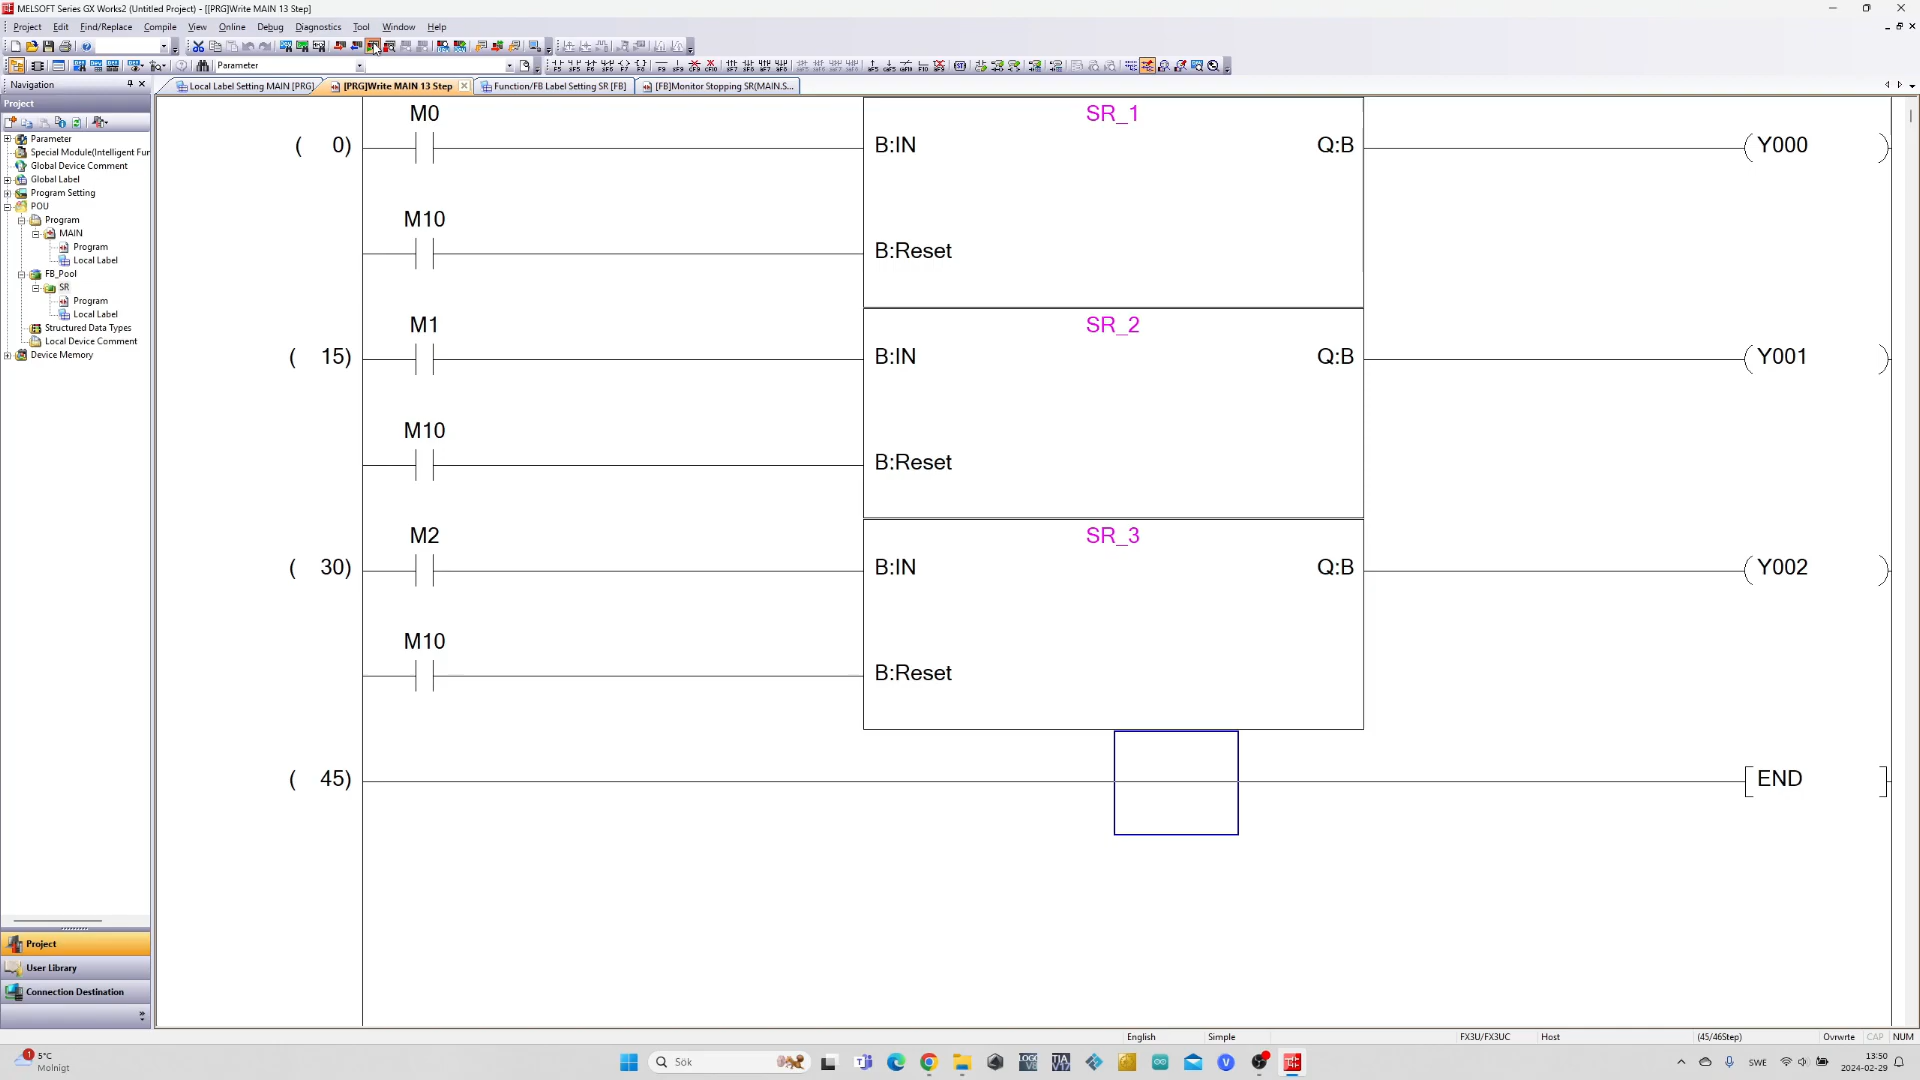 MELSOFT Series GX Works2 (Untitled Project) - [[PRG]Write MAIN 13 Step]
Project Edit Find/Replace Compile View Online Debug Diagnostics Tool Window Help
Parameter
Navigation
Local Label Setting MAIN [PRG]
[PRG]Write MAIN 13 Step
Function/FB Label Setting SR [FB]
[FB]Monitor Stopping SR(MAIN.S...
Project
Parameter
Special Module(Intelligent Fur
Global Device Comment
Global Label
Program Setting
POU
Program
MAIN
Program
Local Label
FB_Pool
SR
Program
Local Label
Structured Data Types
Local Device Comment
Device Memory
Project
User Library
Connection Destination
M0
SR_1
( 0)
B:IN
Q:B
Y000
M10
B:Reset
M1
SR_2
( 15)
B:IN
Q:B
Y001
M10
B:Reset
M2
SR_3
( 30)
B:IN
Q:B
Y002
M10
B:Reset
( 45)
END
English Simple FX3U/FX3UC Host (45/46Step) Ovrwrte CAP NUM
1
5°C
Molnigt
Sök
SWE
13:50
2024-02-29